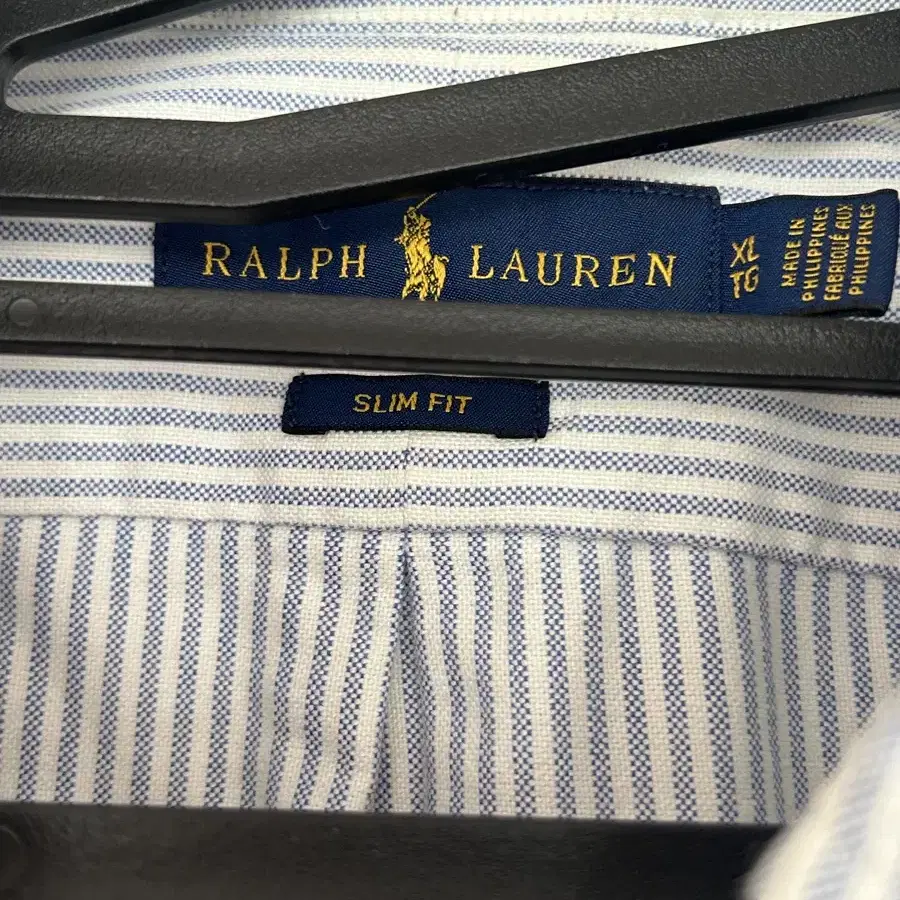 RALPH LAUREN
XL
TG
MADE IN
PHILIPPINES
FABRIQUÉ AUX
PHILIPPINES
SLIM FIT